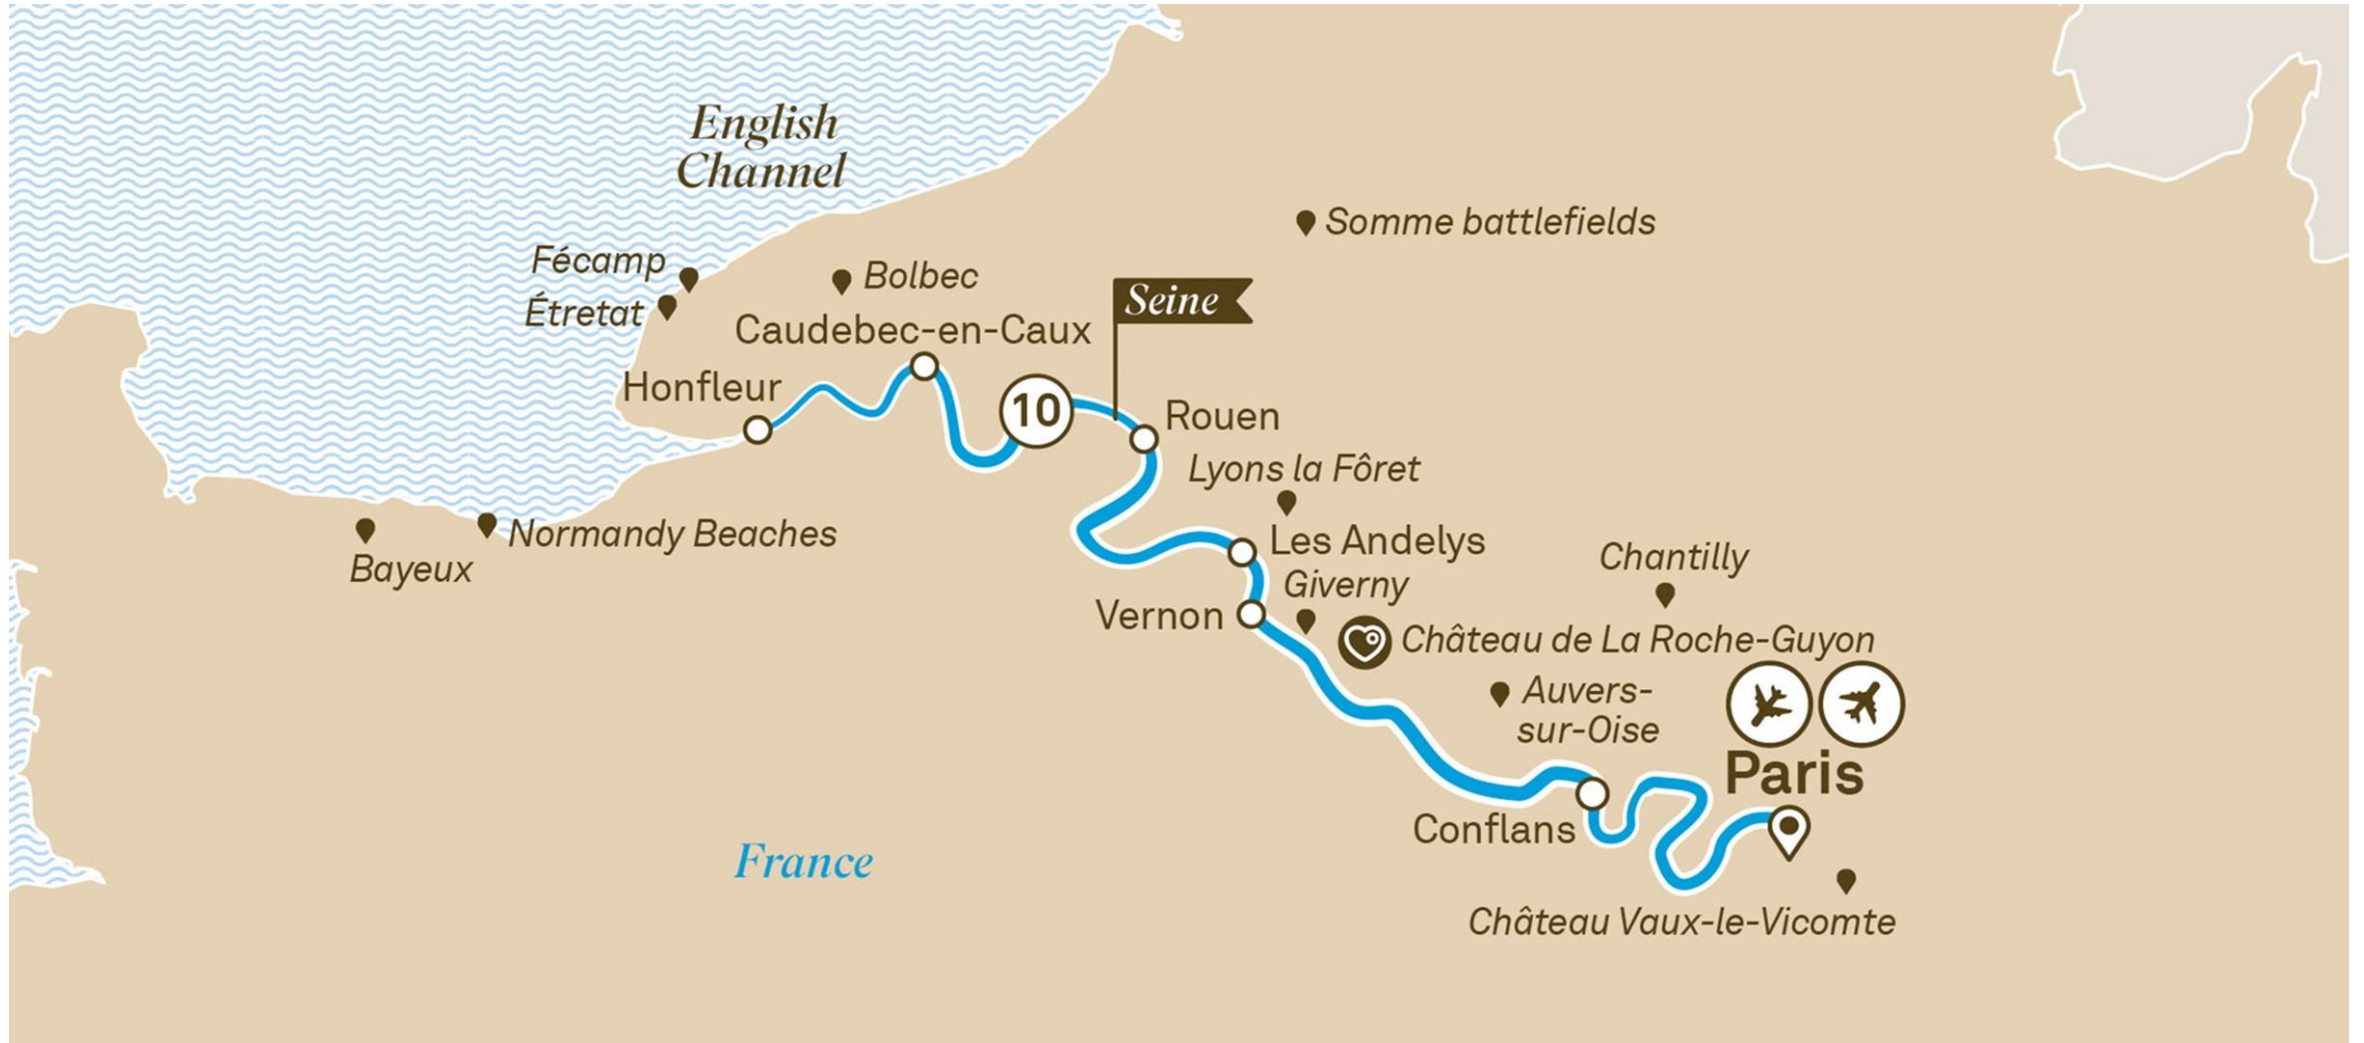 English
Channel
Somme battlefields
Fécamp
Bolbec
Étretat
Seine
Caudebec-en-Caux
Honfleur
10
Rouen
Lyons la Fôret
Normandy Beaches
Bayeux
Les Andelys
Chantilly
Giverny
Vernon
Château de La Roche-Guyon
Auvers-
sur-Oise
Paris
Conflans
France
Château Vaux-le-Vicomte